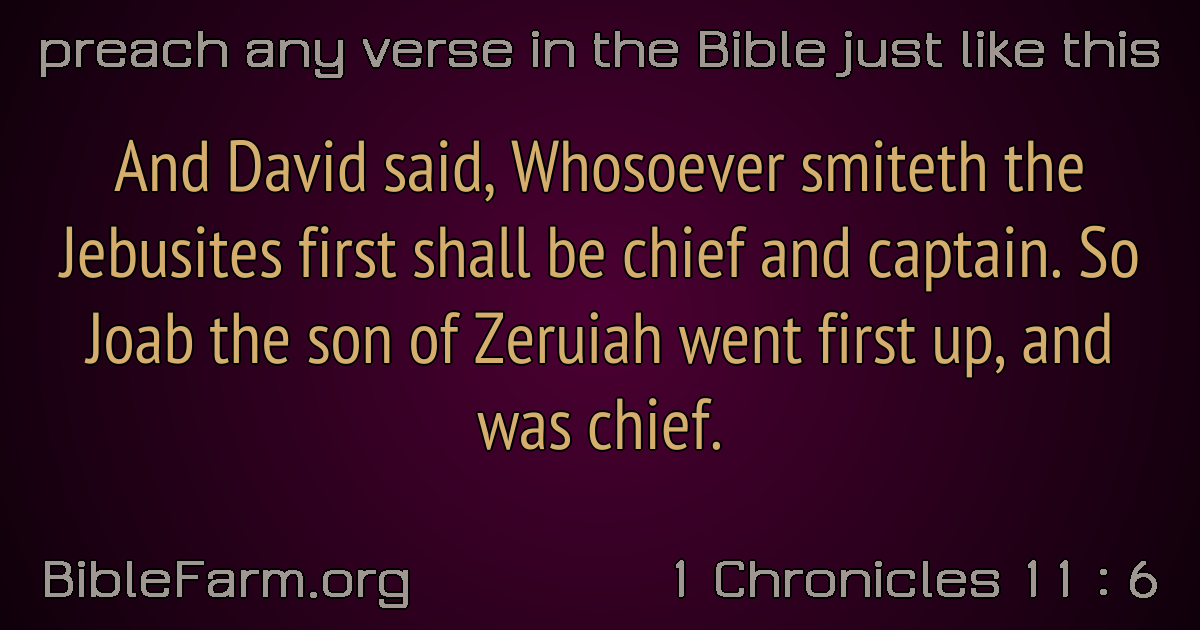 preach any verse in the Bible just like this
And David said, Whosoever smiteth the
Jebusites first shall be chief and captain. So
Joab the son of Zeruiah went first up, and
was chief.
BibleFarm.org
1 Chronicles 11 : 6